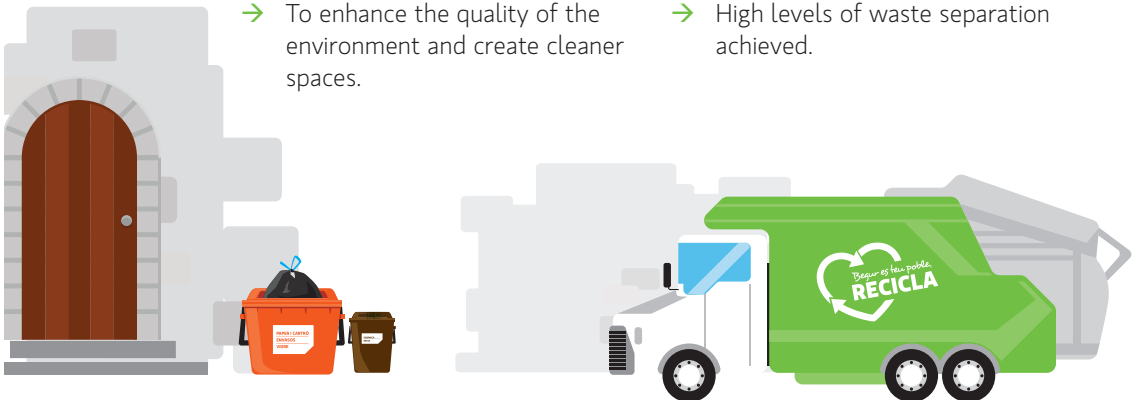 → To enhance the quality of the
environment and create cleaner
spaces.
→ High levels of waste separation
achieved.
PAPER I CARTRÓ
ENVASOS
VIDRE
Begur es teu poble,
RECICLA